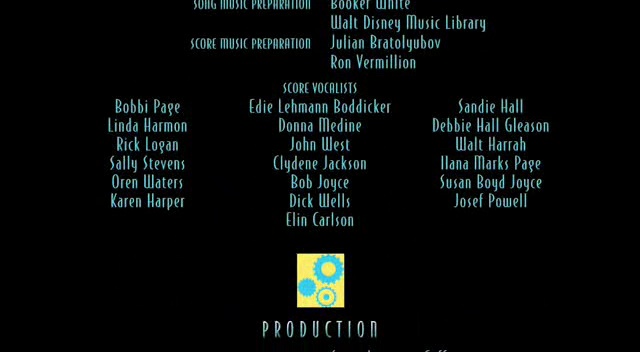 SONG MUSIC PREPARATION Booker White
Walt Disney Music Library
SCORE MUSIC PREPARATION Julian Bratolyubov
Ron Vermillion
SCORE VOCALISTS
Bobbi Page Edie Lehmann Boddicker Sandie Hall
Linda Harmon Donna Medine Debbie Hall Gleason
Rick Logan John West Walt Harrah
Sally Stevens Clydene Jackson Ilana Marks Page
Oren Waters Bob Joyce Susan Boyd Joyce
Karen Harper Dick Wells Josef Powell
Elin Carlson
PRODUCTION